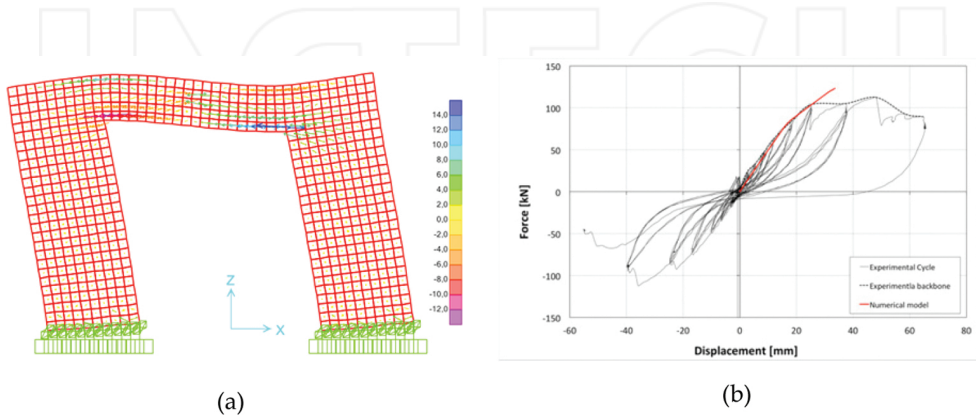 INTECH
14,0
12,0
10,0
8,0
6,0
4,0
2,0
0,0
-2,0
-4,0
-6,0
-8,0
-10,0
-12,0
Z
X
(a)
150
100
50
0
-50
-100
-150
Force [kN]
-60 -40 -20 0 20 40 60 80
Displacement [mm]
Experimental Cycle
Experimentla backbone
Numerical model
(b)